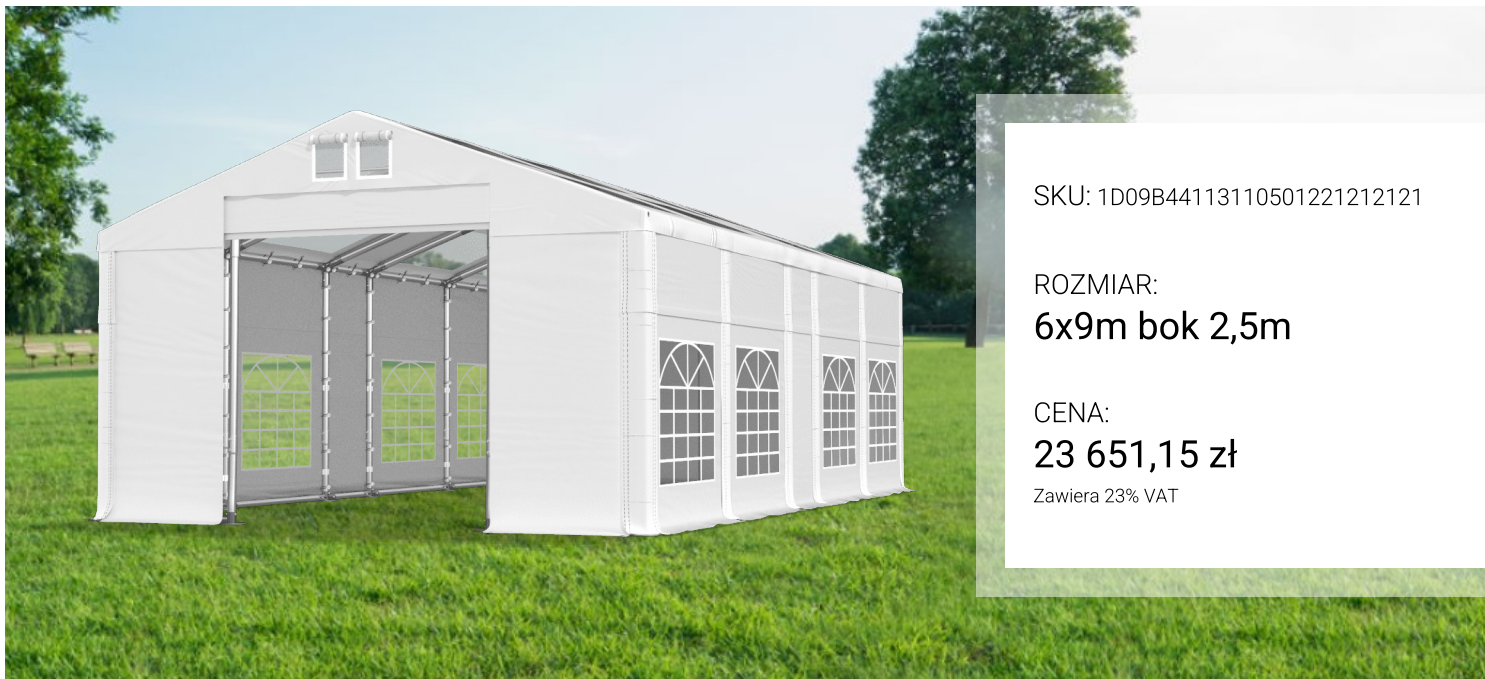 SKU: 1D09B44113110501221212121
ROZMIAR:
6x9m bok 2,5m
CENA:
23 651,15 zł
Zawiera 23% VAT